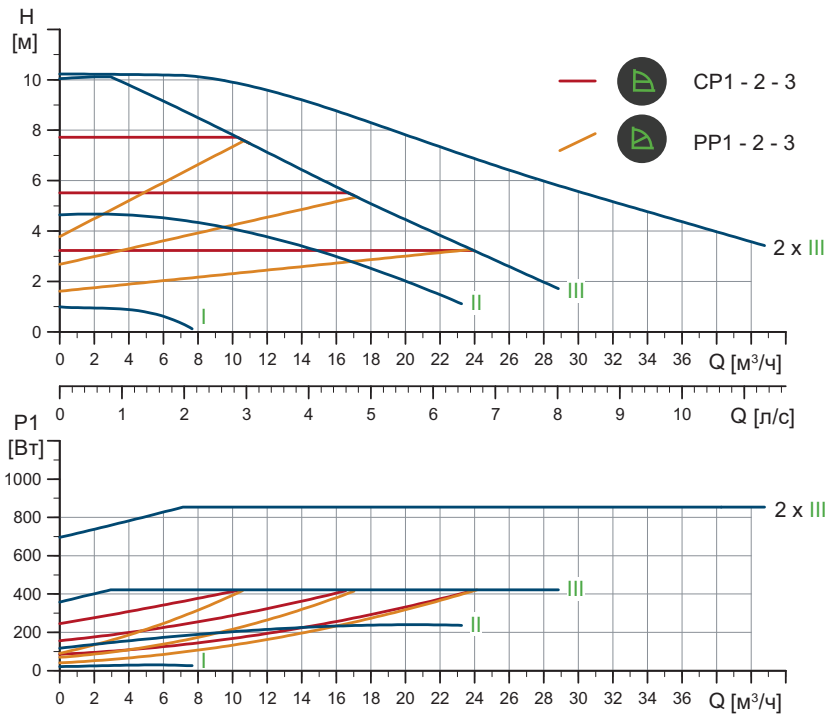 H
[м]
10
8
6
4
2
0
CP1 - 2 - 3
PP1 - 2 - 3
2 x III
III
II
I
0 2 4 6 8 10 12 14 16 18 20 22 24 26 28 30 32 34 36 Q [м³/ч]
0 1 2 3 4 5 6 7 8 9 10 Q [л/с]
P1
[Вт]
1000
800
600
400
200
0
2 x III
III
II
I
0 2 4 6 8 10 12 14 16 18 20 22 24 26 28 30 32 34 36 Q [м³/ч]